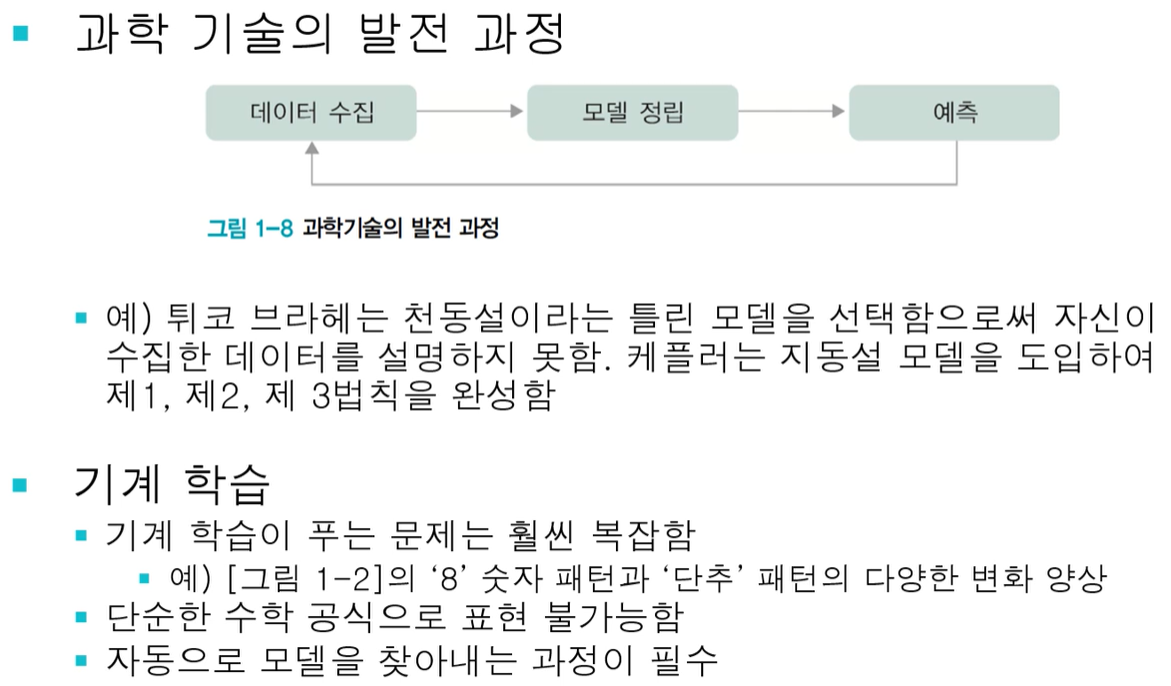 과학 기술의 발전 과정
데이터 수집
모델 정립
예측
그림 1-8 과학기술의 발전 과정
예) 튀코 브라헤는 천동설이라는 틀린 모델을 선택함으로써 자신이
수집한 데이터를 설명하지 못함. 케플러는 지동설 모델을 도입하여
제1, 제2, 제 3법칙을 완성함
기계 학습
기계 학습이 푸는 문제는 훨씬 복잡함
예) [그림 1-2]의 ‘8’ 숫자 패턴과 ‘단추’ 패턴의 다양한 변화 양상
단순한 수학 공식으로 표현 불가능함
자동으로 모델을 찾아내는 과정이 필수